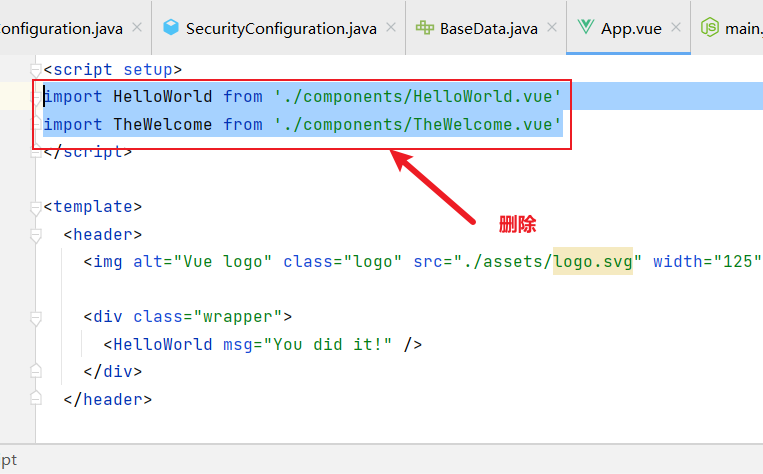 onfiguration.java
SecurityConfiguration.java
BaseData.java
App.vue
main.
<script setup>
import HelloWorld from './components/HelloWorld.vue'
import TheWelcome from './components/TheWelcome.vue'
</script>
删除
<template>
<header>
<img alt="Vue logo" class="logo" src="./assets/logo.svg" width="125"
<div class="wrapper">
<HelloWorld msg="You did it!" />
</div>
</header>
ipt